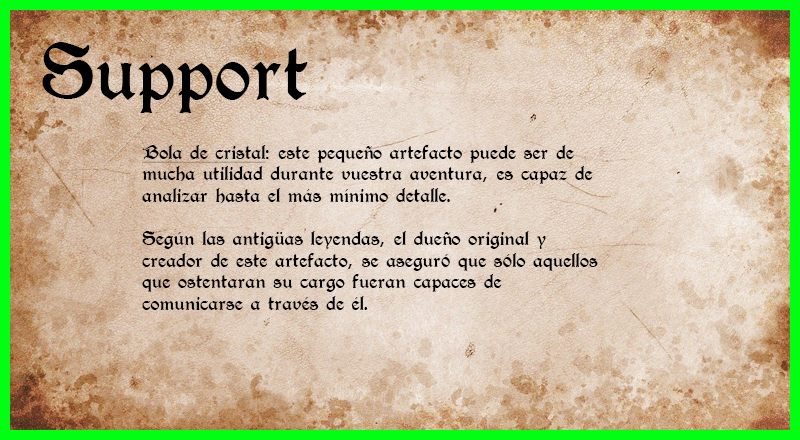 Support
Bola de cristal: este pequeño artefacto puede ser de
mucha utilidad durante vuestra aventura, es capaz de
analizar hasta el más mínimo detalle.
Según las antigüas leyendas, el dueño original y
creador de este artefacto, se aseguró que sólo aquellos
que ostentaran su cargo fueran capaces de
comunicarse a través de él.